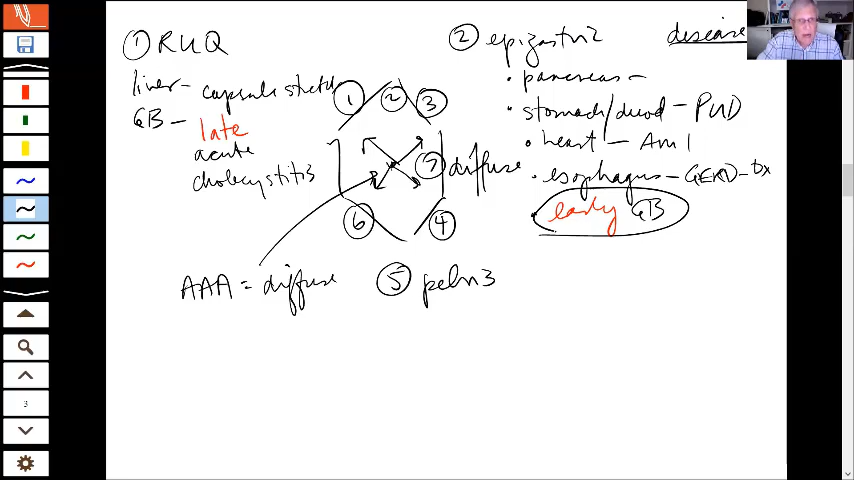 ① RUQ
liver - capsule stretch
GB - late
acute
cholecystitis
① ② ③
⑦ diffuse
⑥ ④
AAA = diffuse
⑤ pelvis
② epigastric
disease
• pancreas -
• stomach/duod - PUD
• heart - AMI
• esophagus - GERD - Dx
• early GB
3